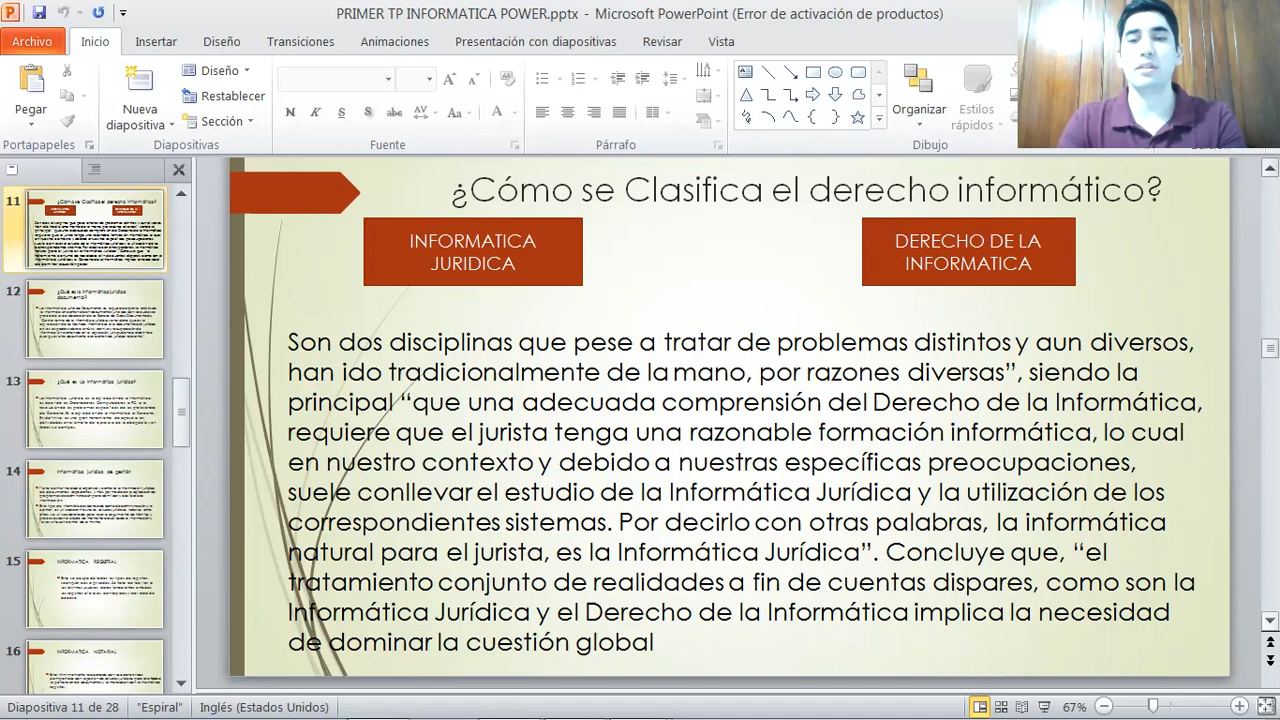 PRIMER TP INFORMATICA POWER.pptx - Microsoft PowerPoint (Error de activación de productos)
Archivo Inicio Insertar Diseño Transiciones Animaciones Presentación con diapositivas Revisar Vista
Pegar
Nueva diapositiva
Diseño
Restablecer
Sección
Organizar
Estilos rápidos
Portapapeles Diapositivas Fuente Párrafo Dibujo
11
12
13
14
15
INFORMATICA REGISTRAL
16
INFORMATICA NOTARIAL
¿Cómo se Clasifica el derecho informático?
INFORMATICA
JURIDICA
DERECHO DE LA
INFORMATICA
Son dos disciplinas que pese a tratar de problemas distintos y aun diversos,
han ido tradicionalmente de la mano, por razones diversas”, siendo la
principal “que una adecuada comprensión del Derecho de la Informática,
requiere que el jurista tenga una razonable formación informática, lo cual
en nuestro contexto y debido a nuestras específicas preocupaciones,
suele conllevar el estudio de la Informática Jurídica y la utilización de los
correspondientes sistemas. Por decirlo con otras palabras, la informática
natural para el jurista, es la Informática Jurídica”. Concluye que, “el
tratamiento conjunto de realidades a fin de cuentas dispares, como son la
Informática Jurídica y el Derecho de la Informática implica la necesidad
de dominar la cuestión global
Diapositiva 11 de 28 "Espiral" Inglés (Estados Unidos) 67%